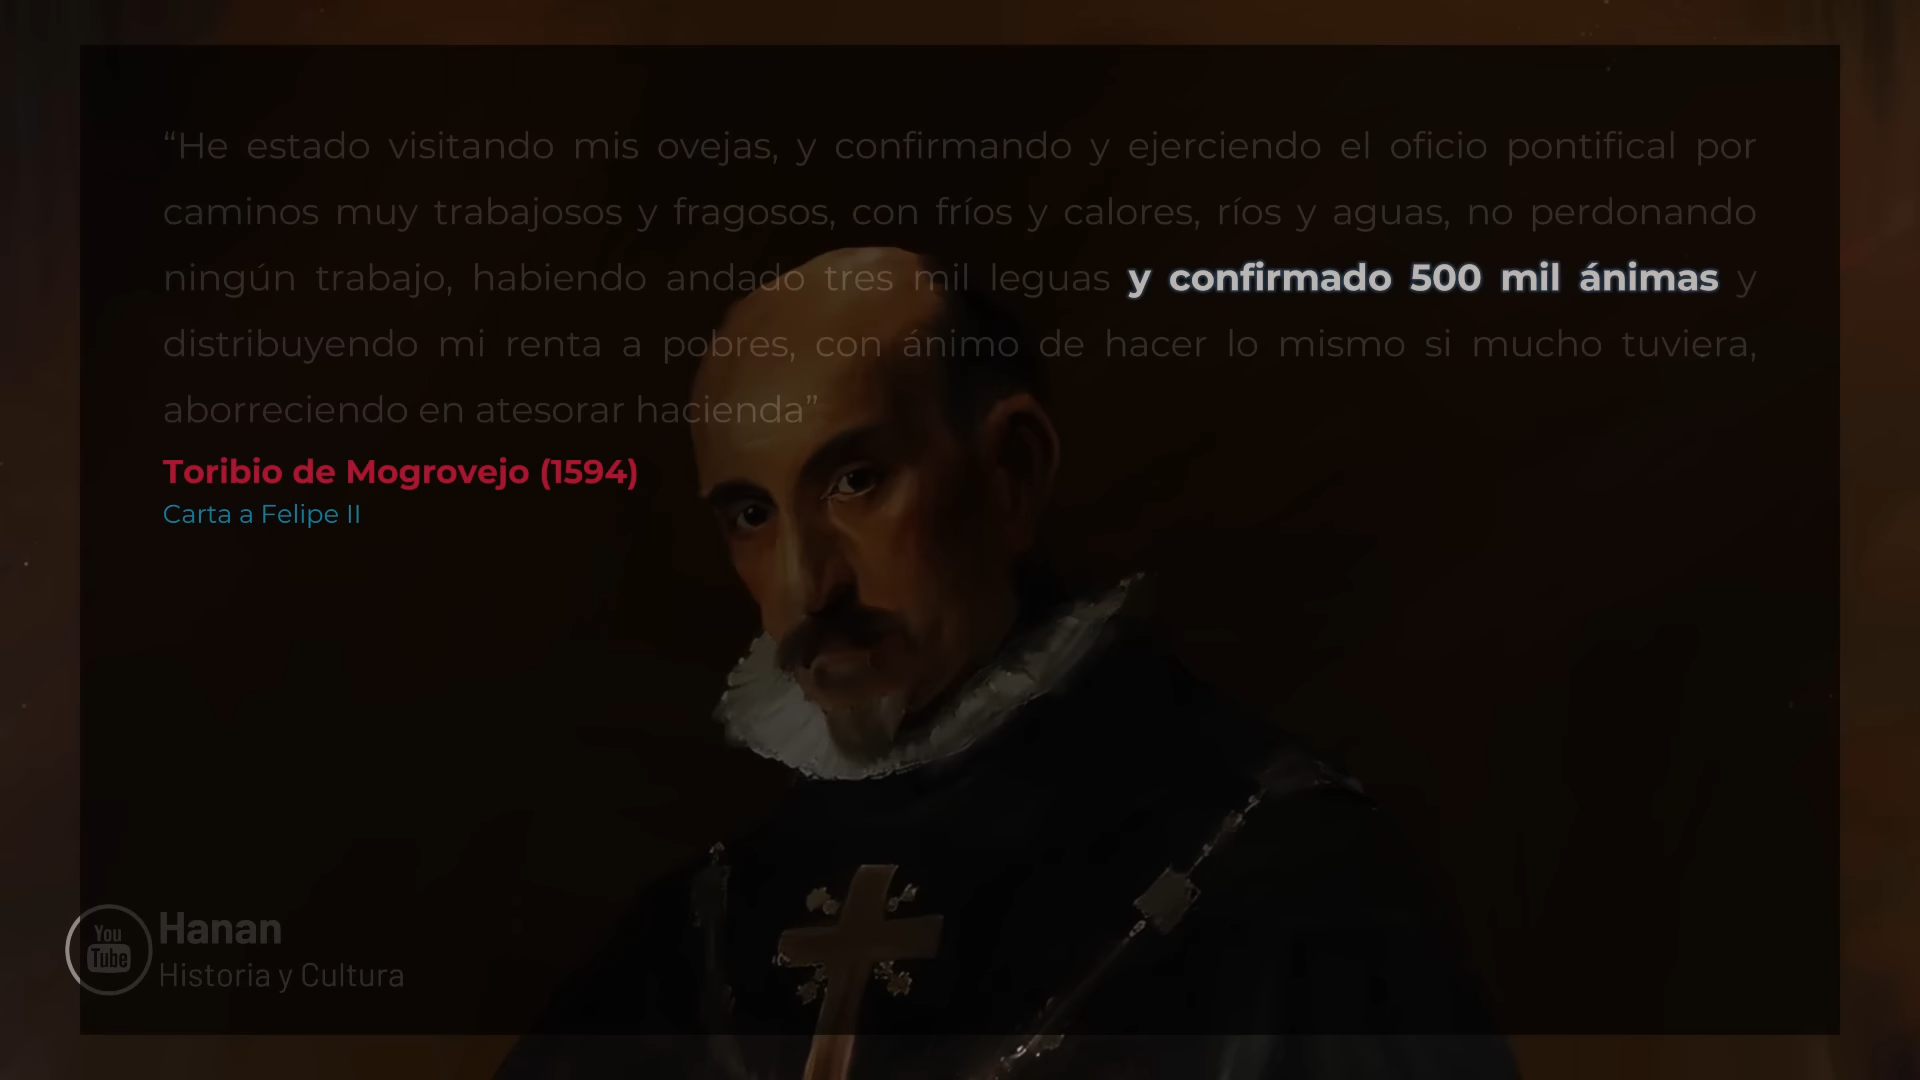 “He estado visitando mis ovejas, y confirmando y ejerciendo el oficio pontifical por
caminos muy trabajosos y fragosos, con fríos y calores, ríos y aguas, no perdonando
ningún trabajo, habiendo andado tres mil leguas y confirmado 500 mil ánimas y
distribuyendo mi renta a pobres, con ánimo de hacer lo mismo si mucho tuviera,
aborreciendo en atesorar hacienda”
Toribio de Mogrovejo (1594)
Carta a Felipe II
You
Tube
Hanan
Historia y Cultura